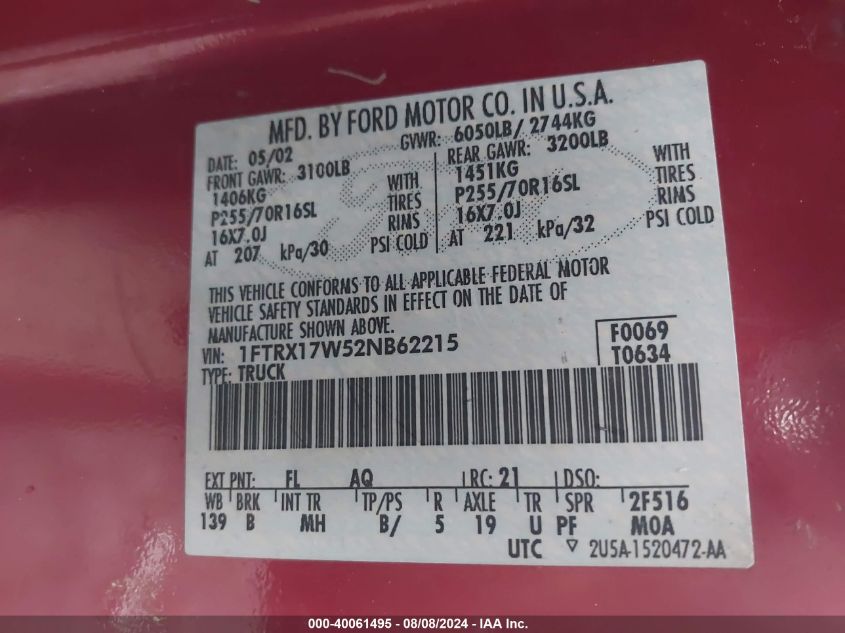 MFD. BY FORD MOTOR CO. IN U.S.A.
DATE: 05/02 GVWR: 6050LB/ 2744KG
FRONT GAWR: 3100LB REAR GAWR: 3200LB
1406KG WITH 1451KG WITH
P255/70R16SL TIRES P255/70R16SL TIRES
16X7.0J RIMS 16X7.0J RIMS
AT 207 kPa/30 PSI COLD AT 221 kPa/32 PSI COLD
THIS VEHICLE CONFORMS TO ALL APPLICABLE FEDERAL MOTOR
VEHICLE SAFETY STANDARDS IN EFFECT ON THE DATE OF
MANUFACTURE SHOWN ABOVE.
VIN: 1FTRX17W52NB62215 F0069
TYPE: TRUCK T0634
EXT PNT: FL AQ RC: 21 DSO:
WB BRK INT TR TP/PS R AXLE TR SPR 2F516
139 B MH B/ 5 19 U PF MOA
UTC ▽ 2U5A-1520472-AA
000-40061495 - 08/08/2024 - IAAI Inc.